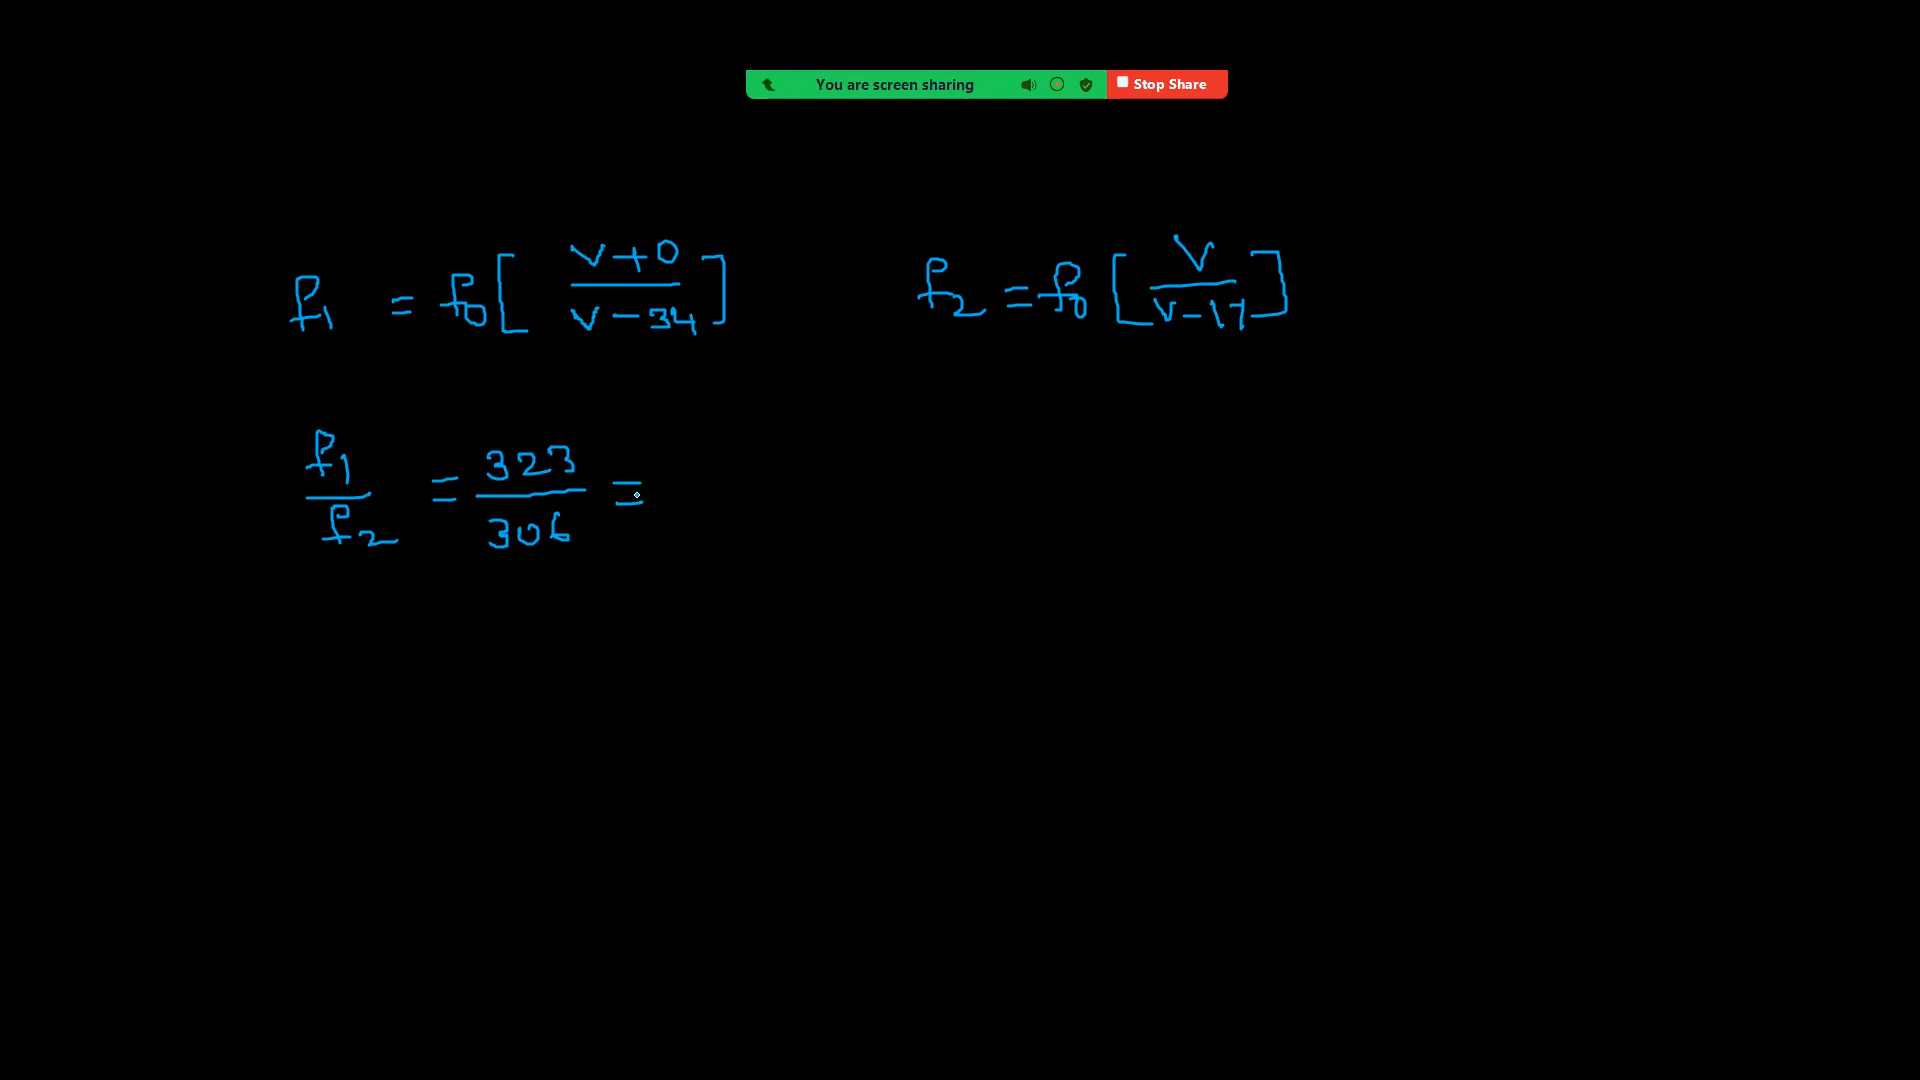 You are screen sharing Stop Share
f₁ = f₀[ (v+0)/(v-34) ] f₂ = f₀[ v/(v-17) ]
f₁/f₂ = 323/306 =